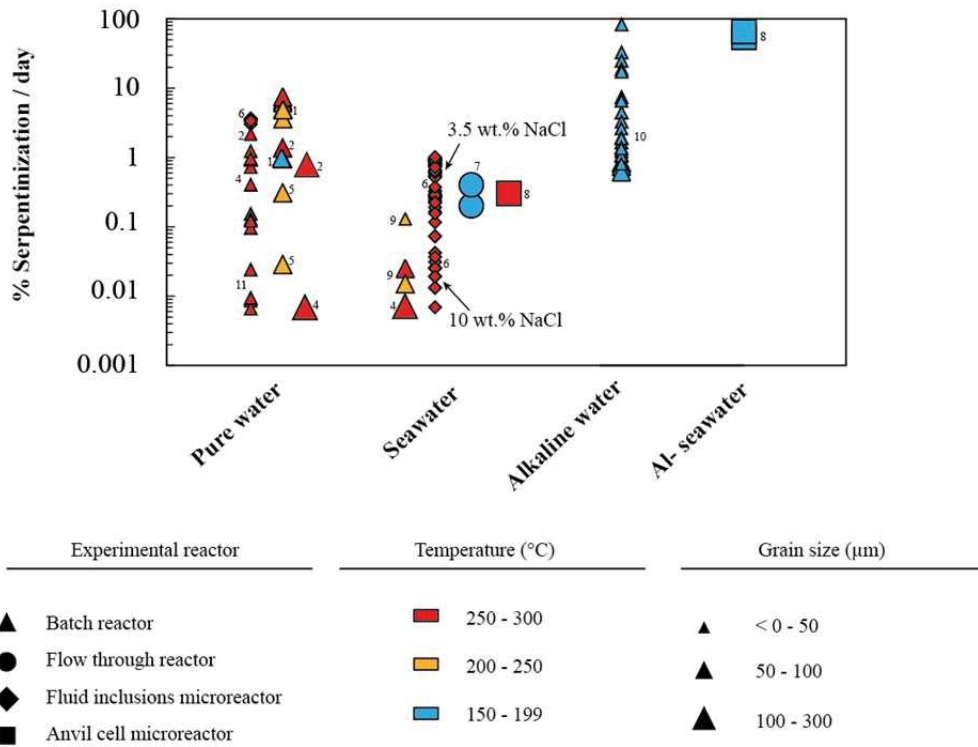 % Serpentinization / day
100
10
1
0.1
0.01
0.001
6
2
4
11
1
2
1
5
5
2
4
9
9
4
6
6
3.5 wt.% NaCl
10 wt.% NaCl
7
8
10
8
Pure water
Seawater
Alkaline water
Al- seawater
Experimental reactor
Batch reactor
Flow through reactor
Fluid inclusions microreactor
Anvil cell microreactor
Temperature (°C)
250 - 300
200 - 250
150 - 199
Grain size (µm)
< 0 - 50
50 - 100
100 - 300